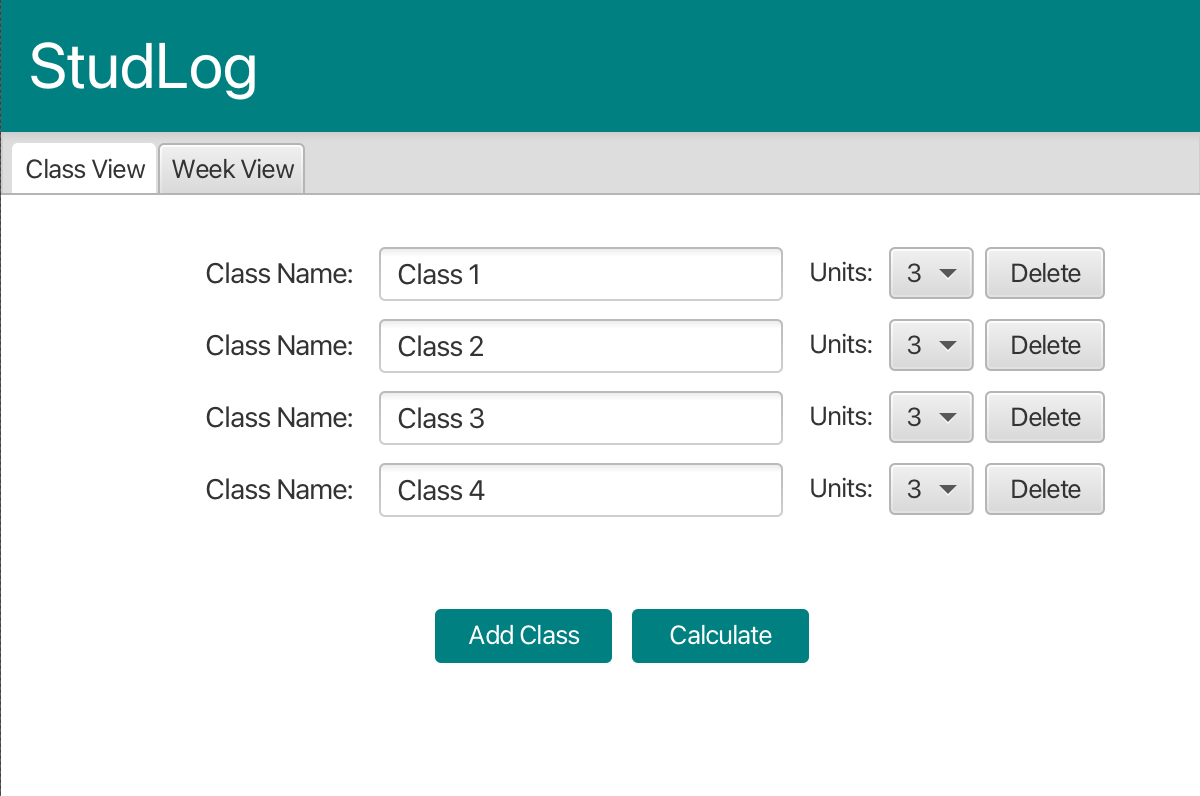 StudLog
Class View Week View
Class Name: Class 1 Units: 3 Delete
Class Name: Class 2 Units: 3 Delete
Class Name: Class 3 Units: 3 Delete
Class Name: Class 4 Units: 3 Delete
Add Class Calculate